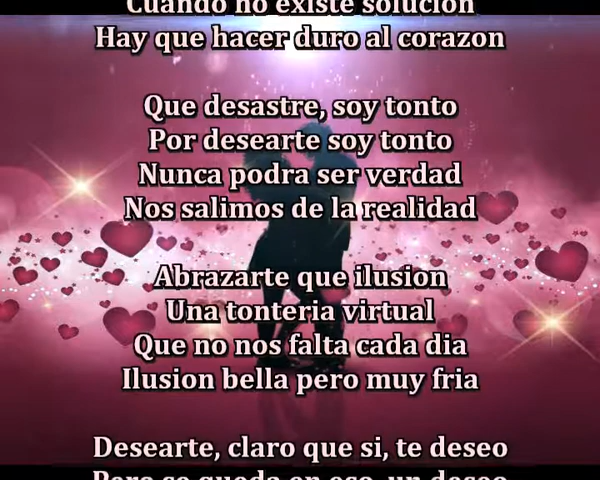 Cuando no existe solucion
Hay que hacer duro al corazon
Que desastre, soy tonto
Por desearte soy tonto
Nunca podra ser verdad
Nos salimos de la realidad
Abrazarte que ilusion
Una tonteria virtual
Que no nos falta cada dia
Ilusion bella pero muy fria
Desearte, claro que si, te deseo
Pero se queda en eso, un deseo